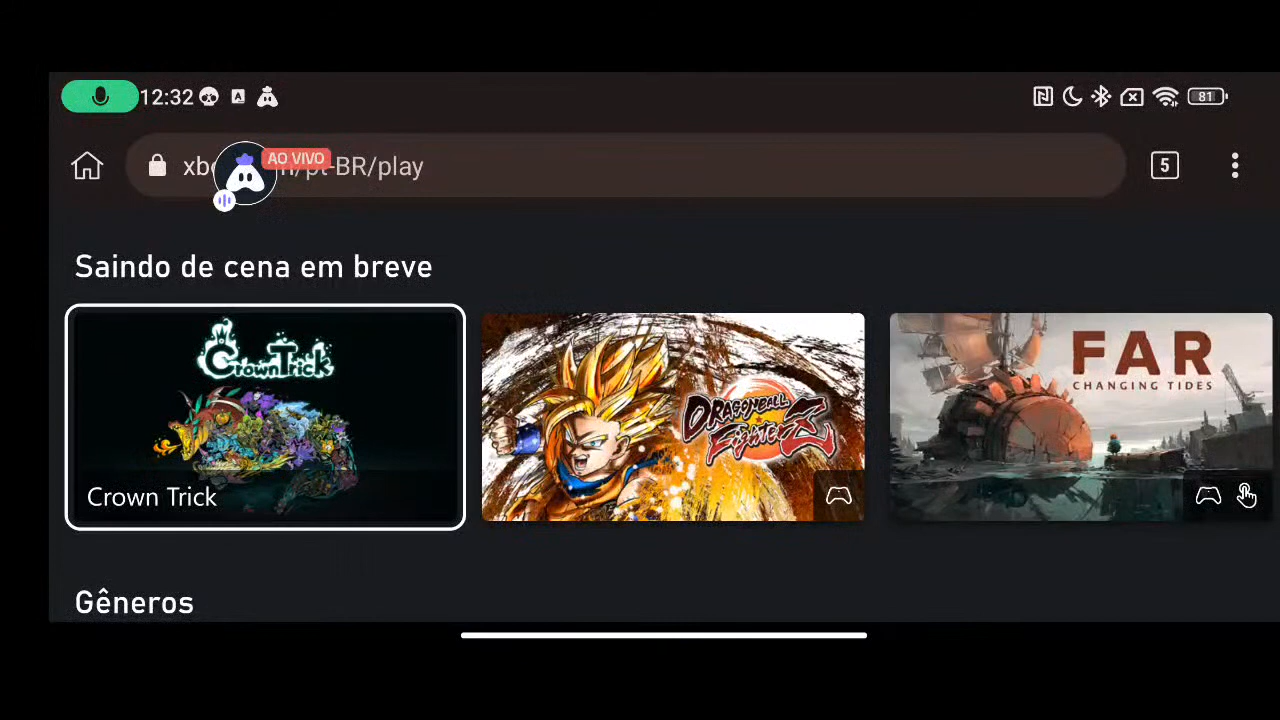 12:32
81
AO VIVO
/pt-BR/play
5
Saindo de cena em breve
CrownTrick
Crown Trick
DRAGONBALL
FighterZ
FAR
CHANGING TIDES
Gêneros